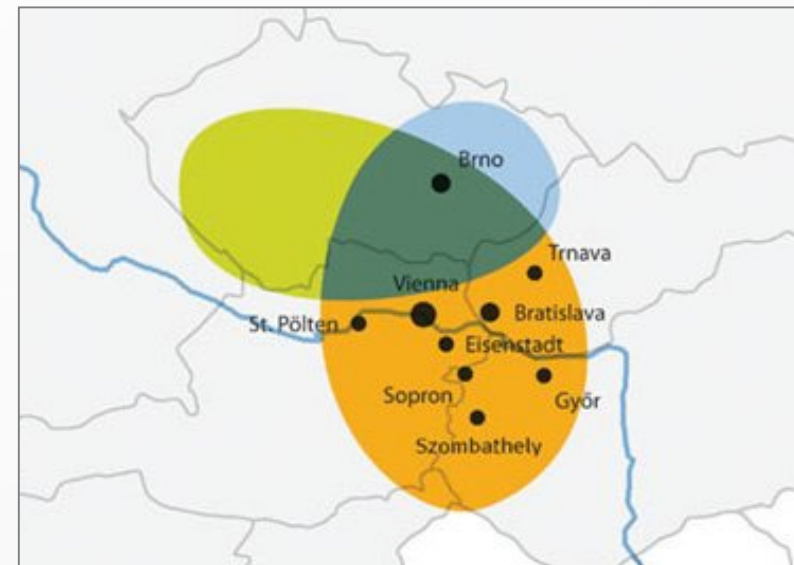 Brno
Trnava
Vienna
Bratislava
St. Pölten
Eisenstadt
Sopron
Győr
Szombathely